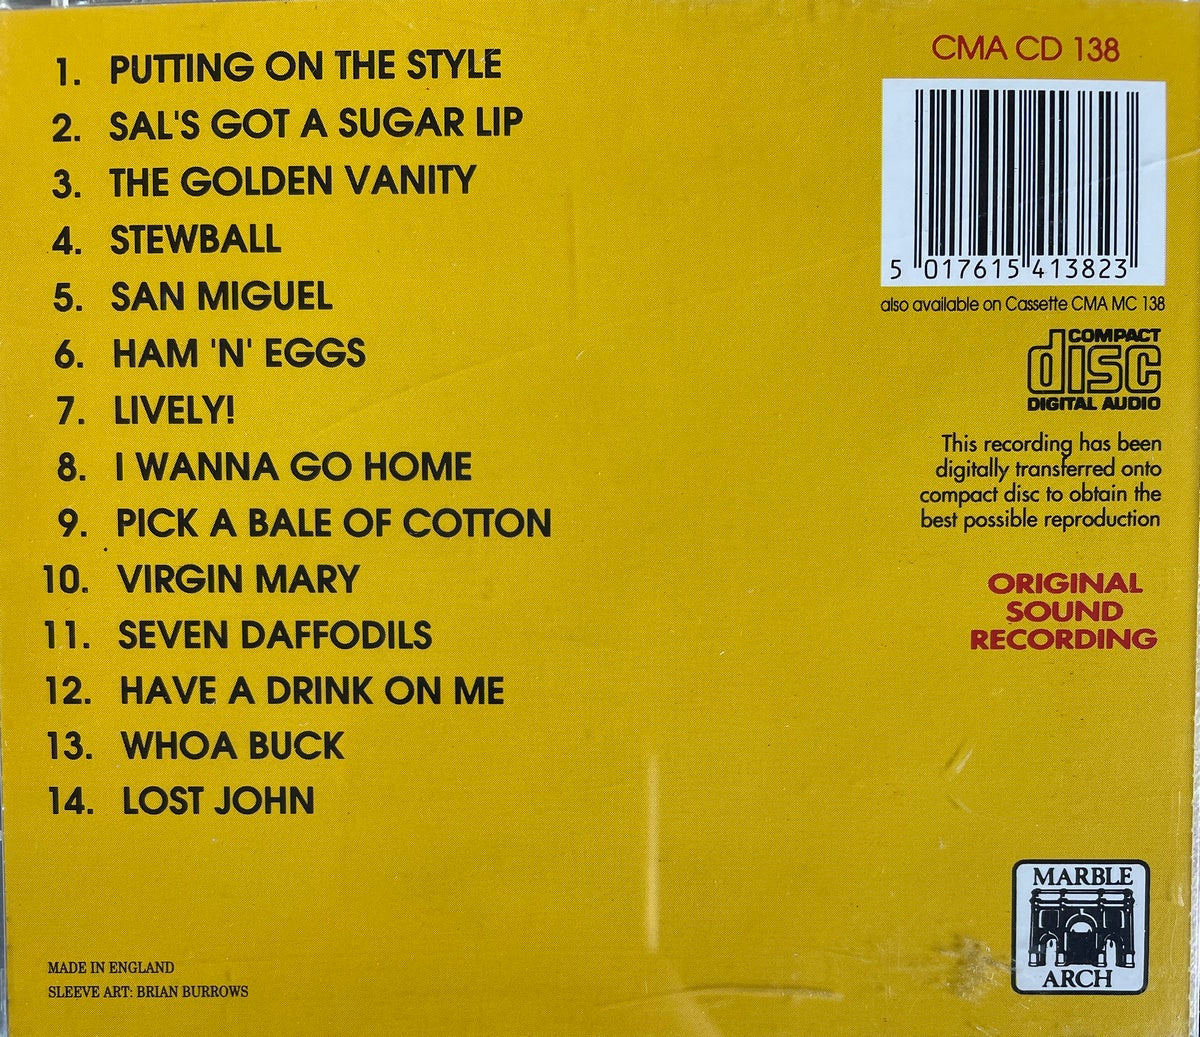 1. PUTTING ON THE STYLE
2. SAL'S GOT A SUGAR LIP
3. THE GOLDEN VANITY
4. STEWBALL
5. SAN MIGUEL
6. HAM 'N' EGGS
7. LIVELY!
8. I WANNA GO HOME
9. PICK A BALE OF COTTON
10. VIRGIN MARY
11. SEVEN DAFFODILS
12. HAVE A DRINK ON ME
13. WHOA BUCK
14. LOST JOHN
MADE IN ENGLAND
SLEEVE ART: BRIAN BURROWS
CMA CD 138
5 017615 413823
also available on Cassette CMA MC 138
COMPACT
disc
DIGITAL AUDIO
This recording has been
digitally transferred onto
compact disc to obtain the
best possible reproduction
ORIGINAL
SOUND
RECORDING
MARBLE
ARCH